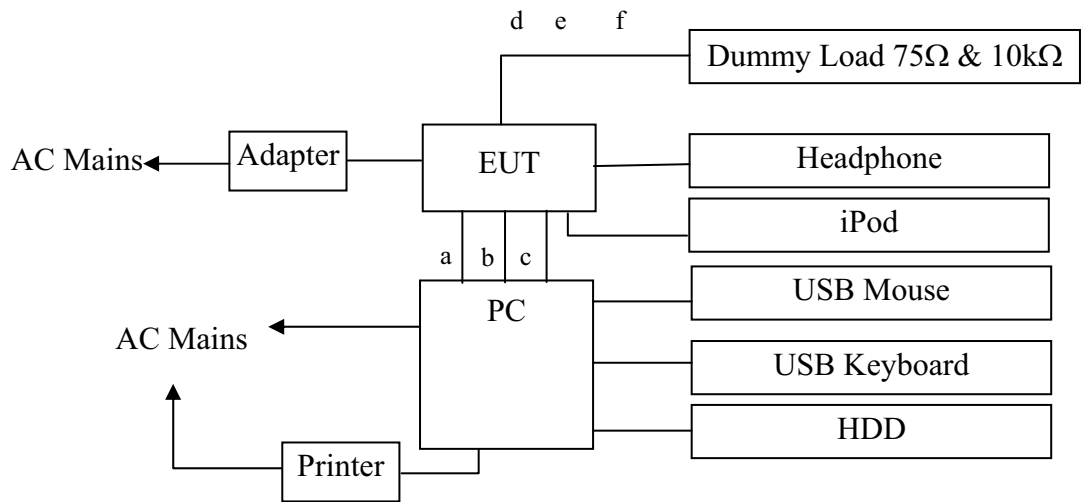 d e f
Dummy Load 75Ω & 10kΩ
AC Mains
Adapter
EUT
Headphone
iPod
a b c
PC
USB Mouse
AC Mains
USB Keyboard
HDD
Printer